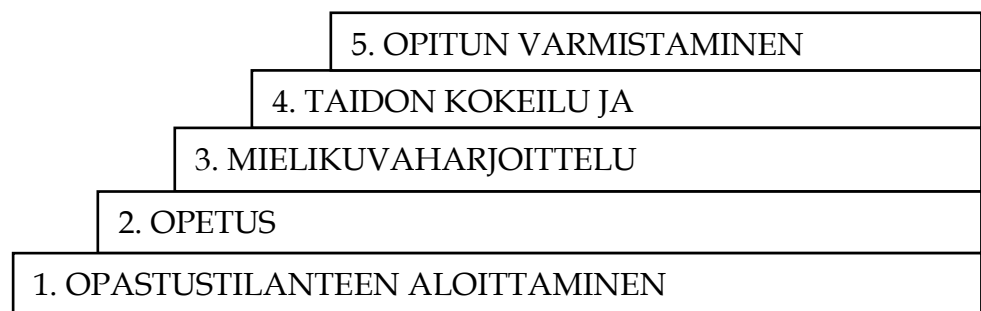 5. OPITUN VARMISTAMINEN
4. TAIDON KOKEILU JA
3. MIELIKUVAHARJOITTELU
2. OPETUS
1. OPASTUSTILANTEEN ALOITTAMINEN